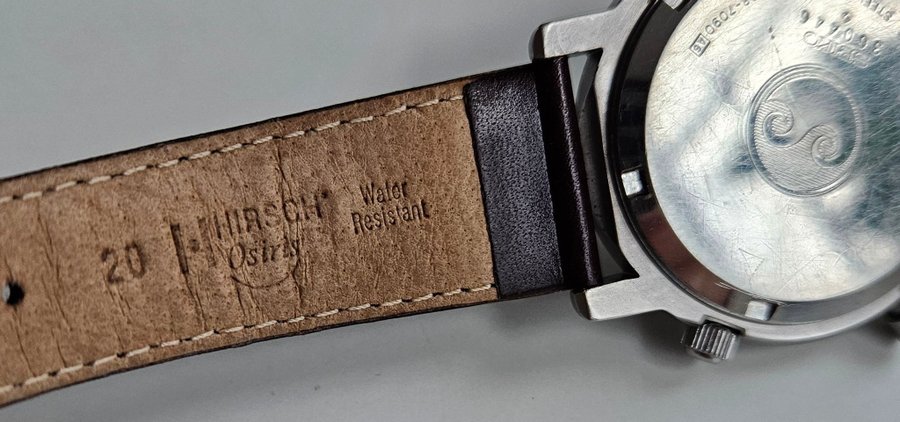 20
HIRSCH
Osiris
Water
Resistant